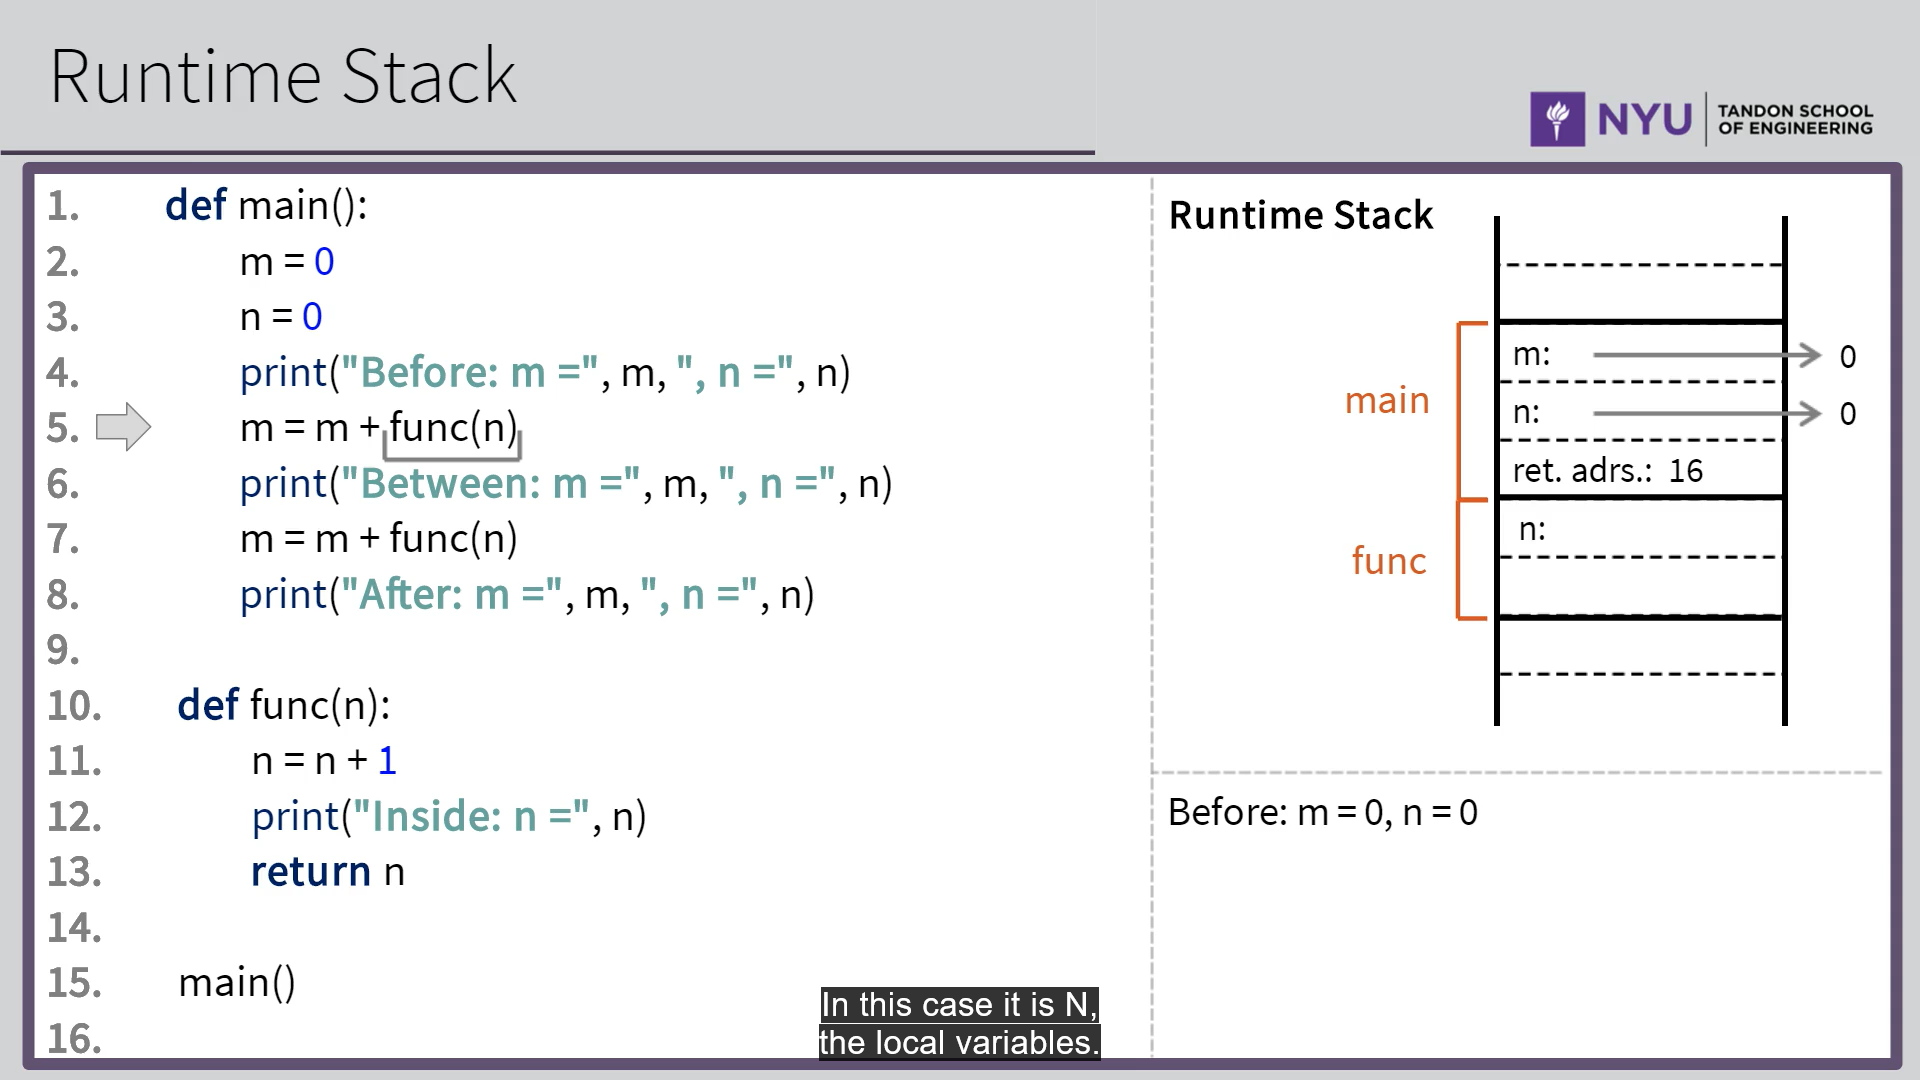 Runtime Stack
NYU TANDON SCHOOL
OF ENGINEERING
1. def main():
2. m = 0
3. n = 0
4. print("Before: m =", m, ", n =", n)
5. m = m + func(n)
6. print("Between: m =", m, ", n =", n)
7. m = m + func(n)
8. print("After: m =", m, ", n =", n)
9.
10. def func(n):
11. n = n + 1
12. print("Inside: n =", n)
13. return n
14.
15. main()
16.
Runtime Stack
main
m: 0
n: 0
ret. adrs.: 16
func
n:
Before: m = 0, n = 0
In this case it is N,
the local variables.